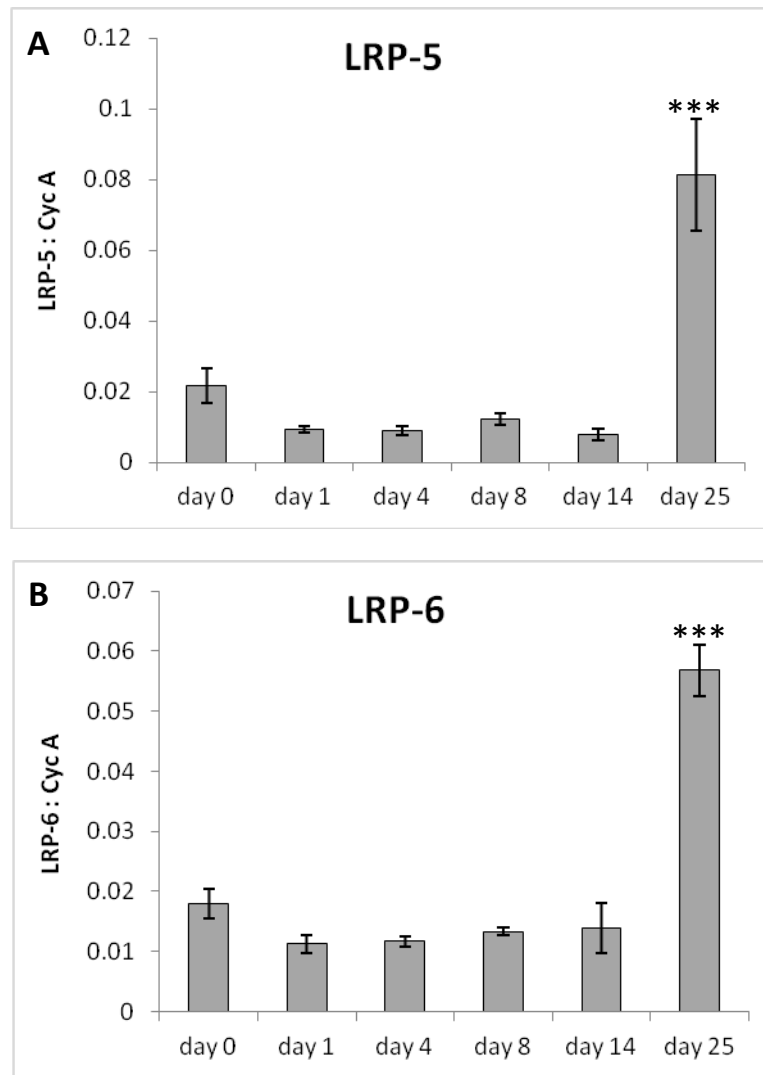 A
LRP-5
0.12
0.1
0.08
0.06
0.04
0.02
0
LRP-5 : Cyc A
***
day 0 day 1 day 4 day 8 day 14 day 25
B
LRP-6
0.07
0.06
0.05
0.04
0.03
0.02
0.01
0
LRP-6 : Cyc A
***
day 0 day 1 day 4 day 8 day 14 day 25